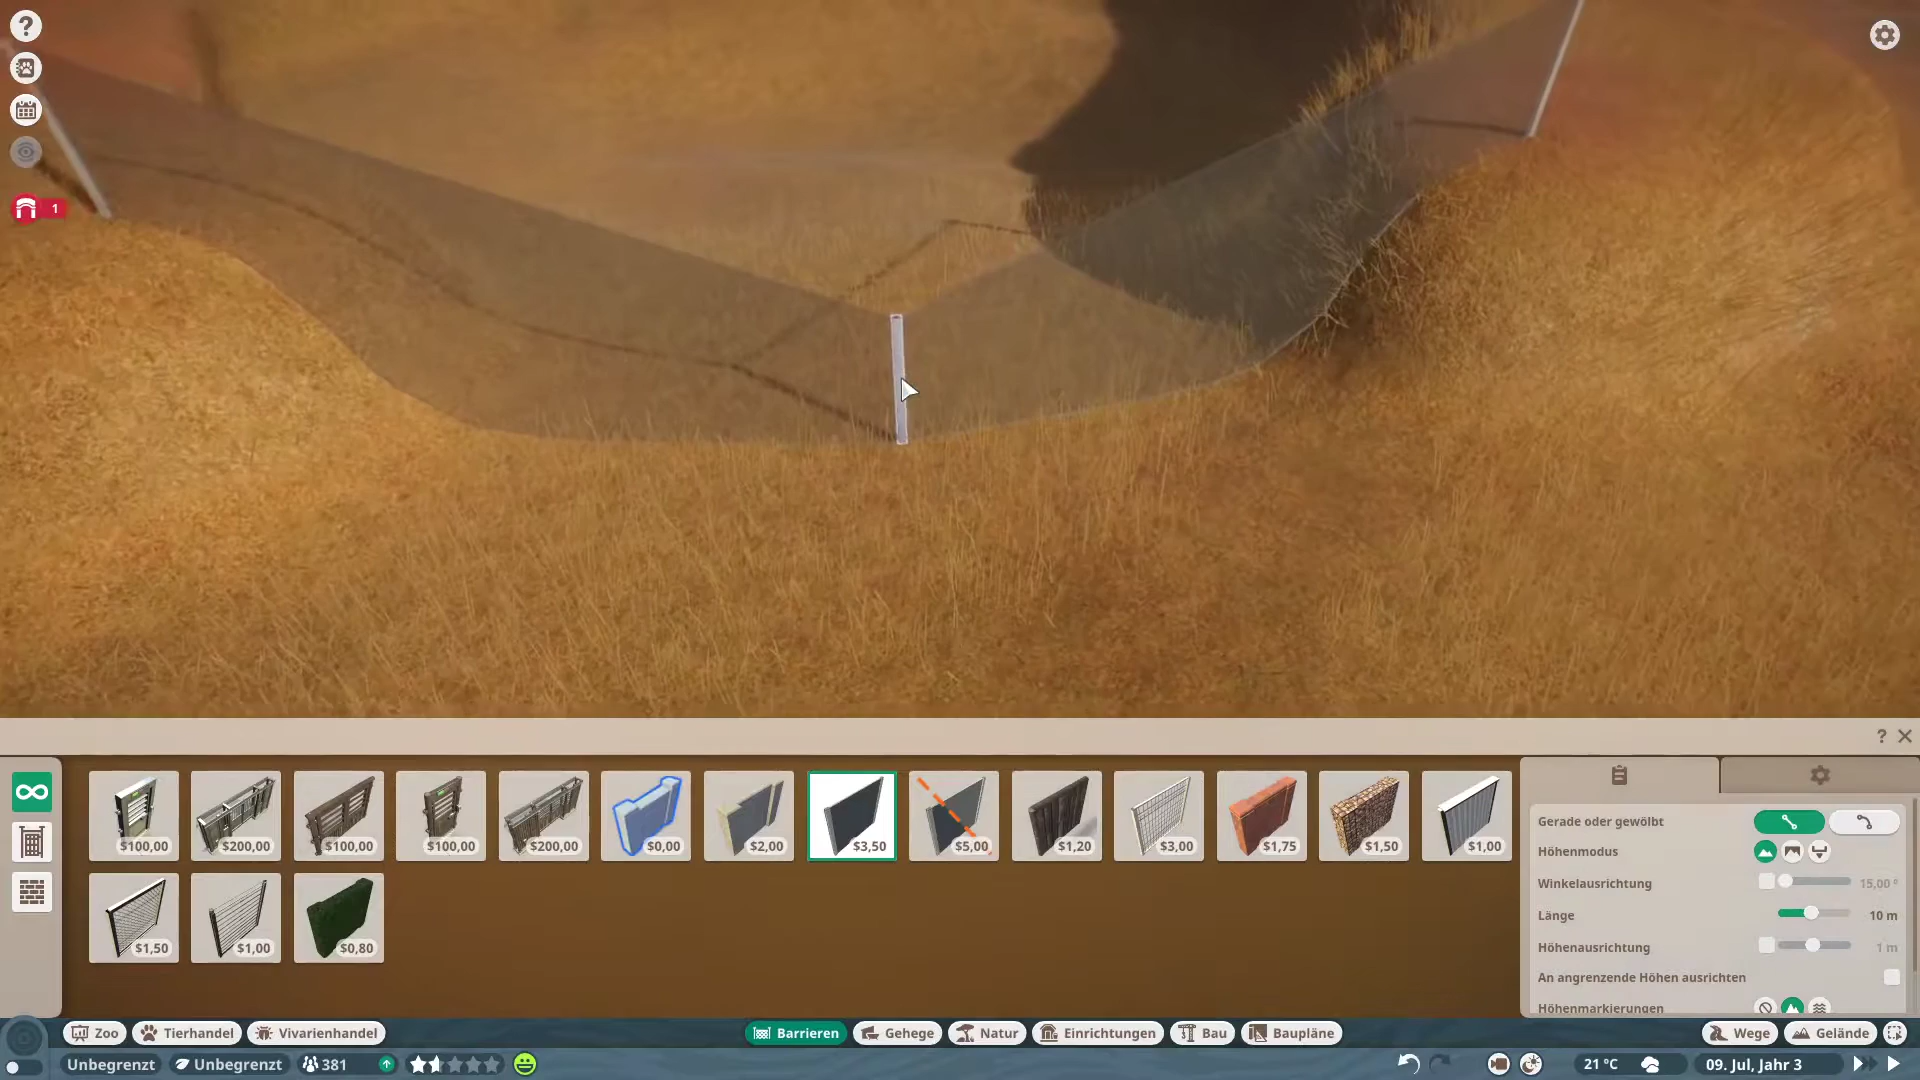 ?
1
?
$100,00
$200,00
$100,00
$100,00
$200,00
$0,00
$2,00
$3,50
$5,00
$1,20
$3,00
$1,75
$1,50
$1,00
$1,50
$1,00
$0,80
Gerade oder gewölbt
Höhenmodus
Winkelausrichtung 15,00 °
Länge 10 m
Höhenausrichtung 1 m
An angrenzende Höhen ausrichten
Höhenmarkierungen
Zoo
Tierhandel
Vivarienhandel
Barrieren
Gehege
Natur
Einrichtungen
Bau
Baupläne
Wege
Gelände
Unbegrenzt
Unbegrenzt
381
21 °C
09. Jul, Jahr 3